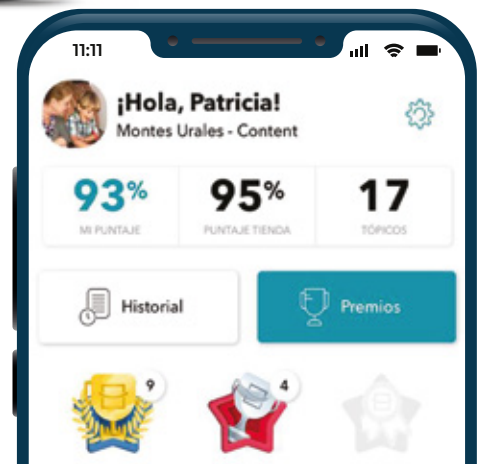 11:11
¡Hola, Patricia!
Montes Urales - Content
93% 95% 17
MI PUNTAJE PUNTAJE TIENDA TÓPICOS
Historial Premios
9 4